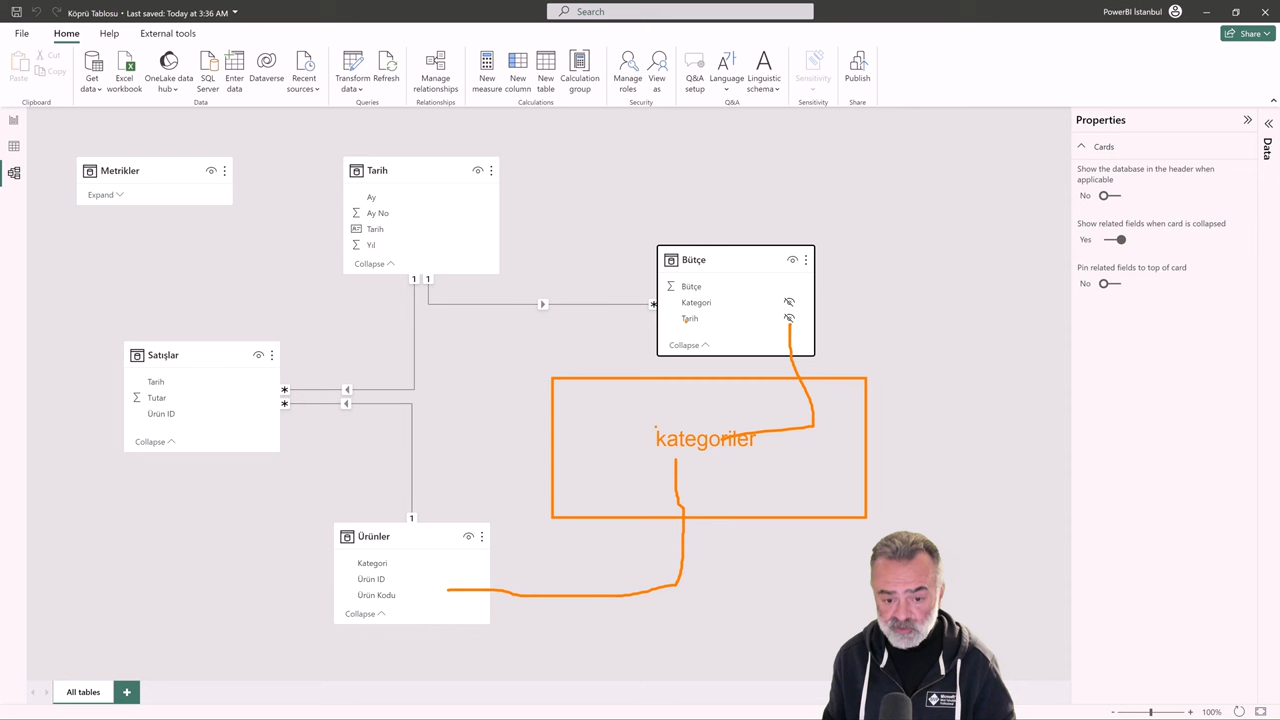 Köprü Tablosu • Last saved: Today at 3:36 AM
Search
PowerBI İstanbul
File
Home
Help
External tools
Share
Paste
Cut
Copy
Clipboard
Get data
Excel workbook
OneLake data hub
SQL Server
Enter data
Dataverse
Recent sources
Data
Transform data
Refresh
Queries
Manage relationships
Relationships
New measure
New column
New table
Calculation group
Calculations
Manage roles
View as
Security
Q&A setup
Language
Linguistic schema
Q&A
Sensitivity
Sensitivity
Publish
Share
Metrikler
Expand
Tarih
Ay
Ay No
Tarih
Yıl
Collapse
1 1
Bütçe
Bütçe
Kategori
Tarih
Collapse
*
Satışlar
Tarih
Tutar
Ürün ID
Collapse
*
*
kategoriler
1
Ürünler
Kategori
Ürün ID
Ürün Kodu
Collapse
Properties
Cards
Show the database in the header when
applicable
No
Show related fields when card is collapsed
Yes
Pin related fields to top of card
No
Data
All tables
100%